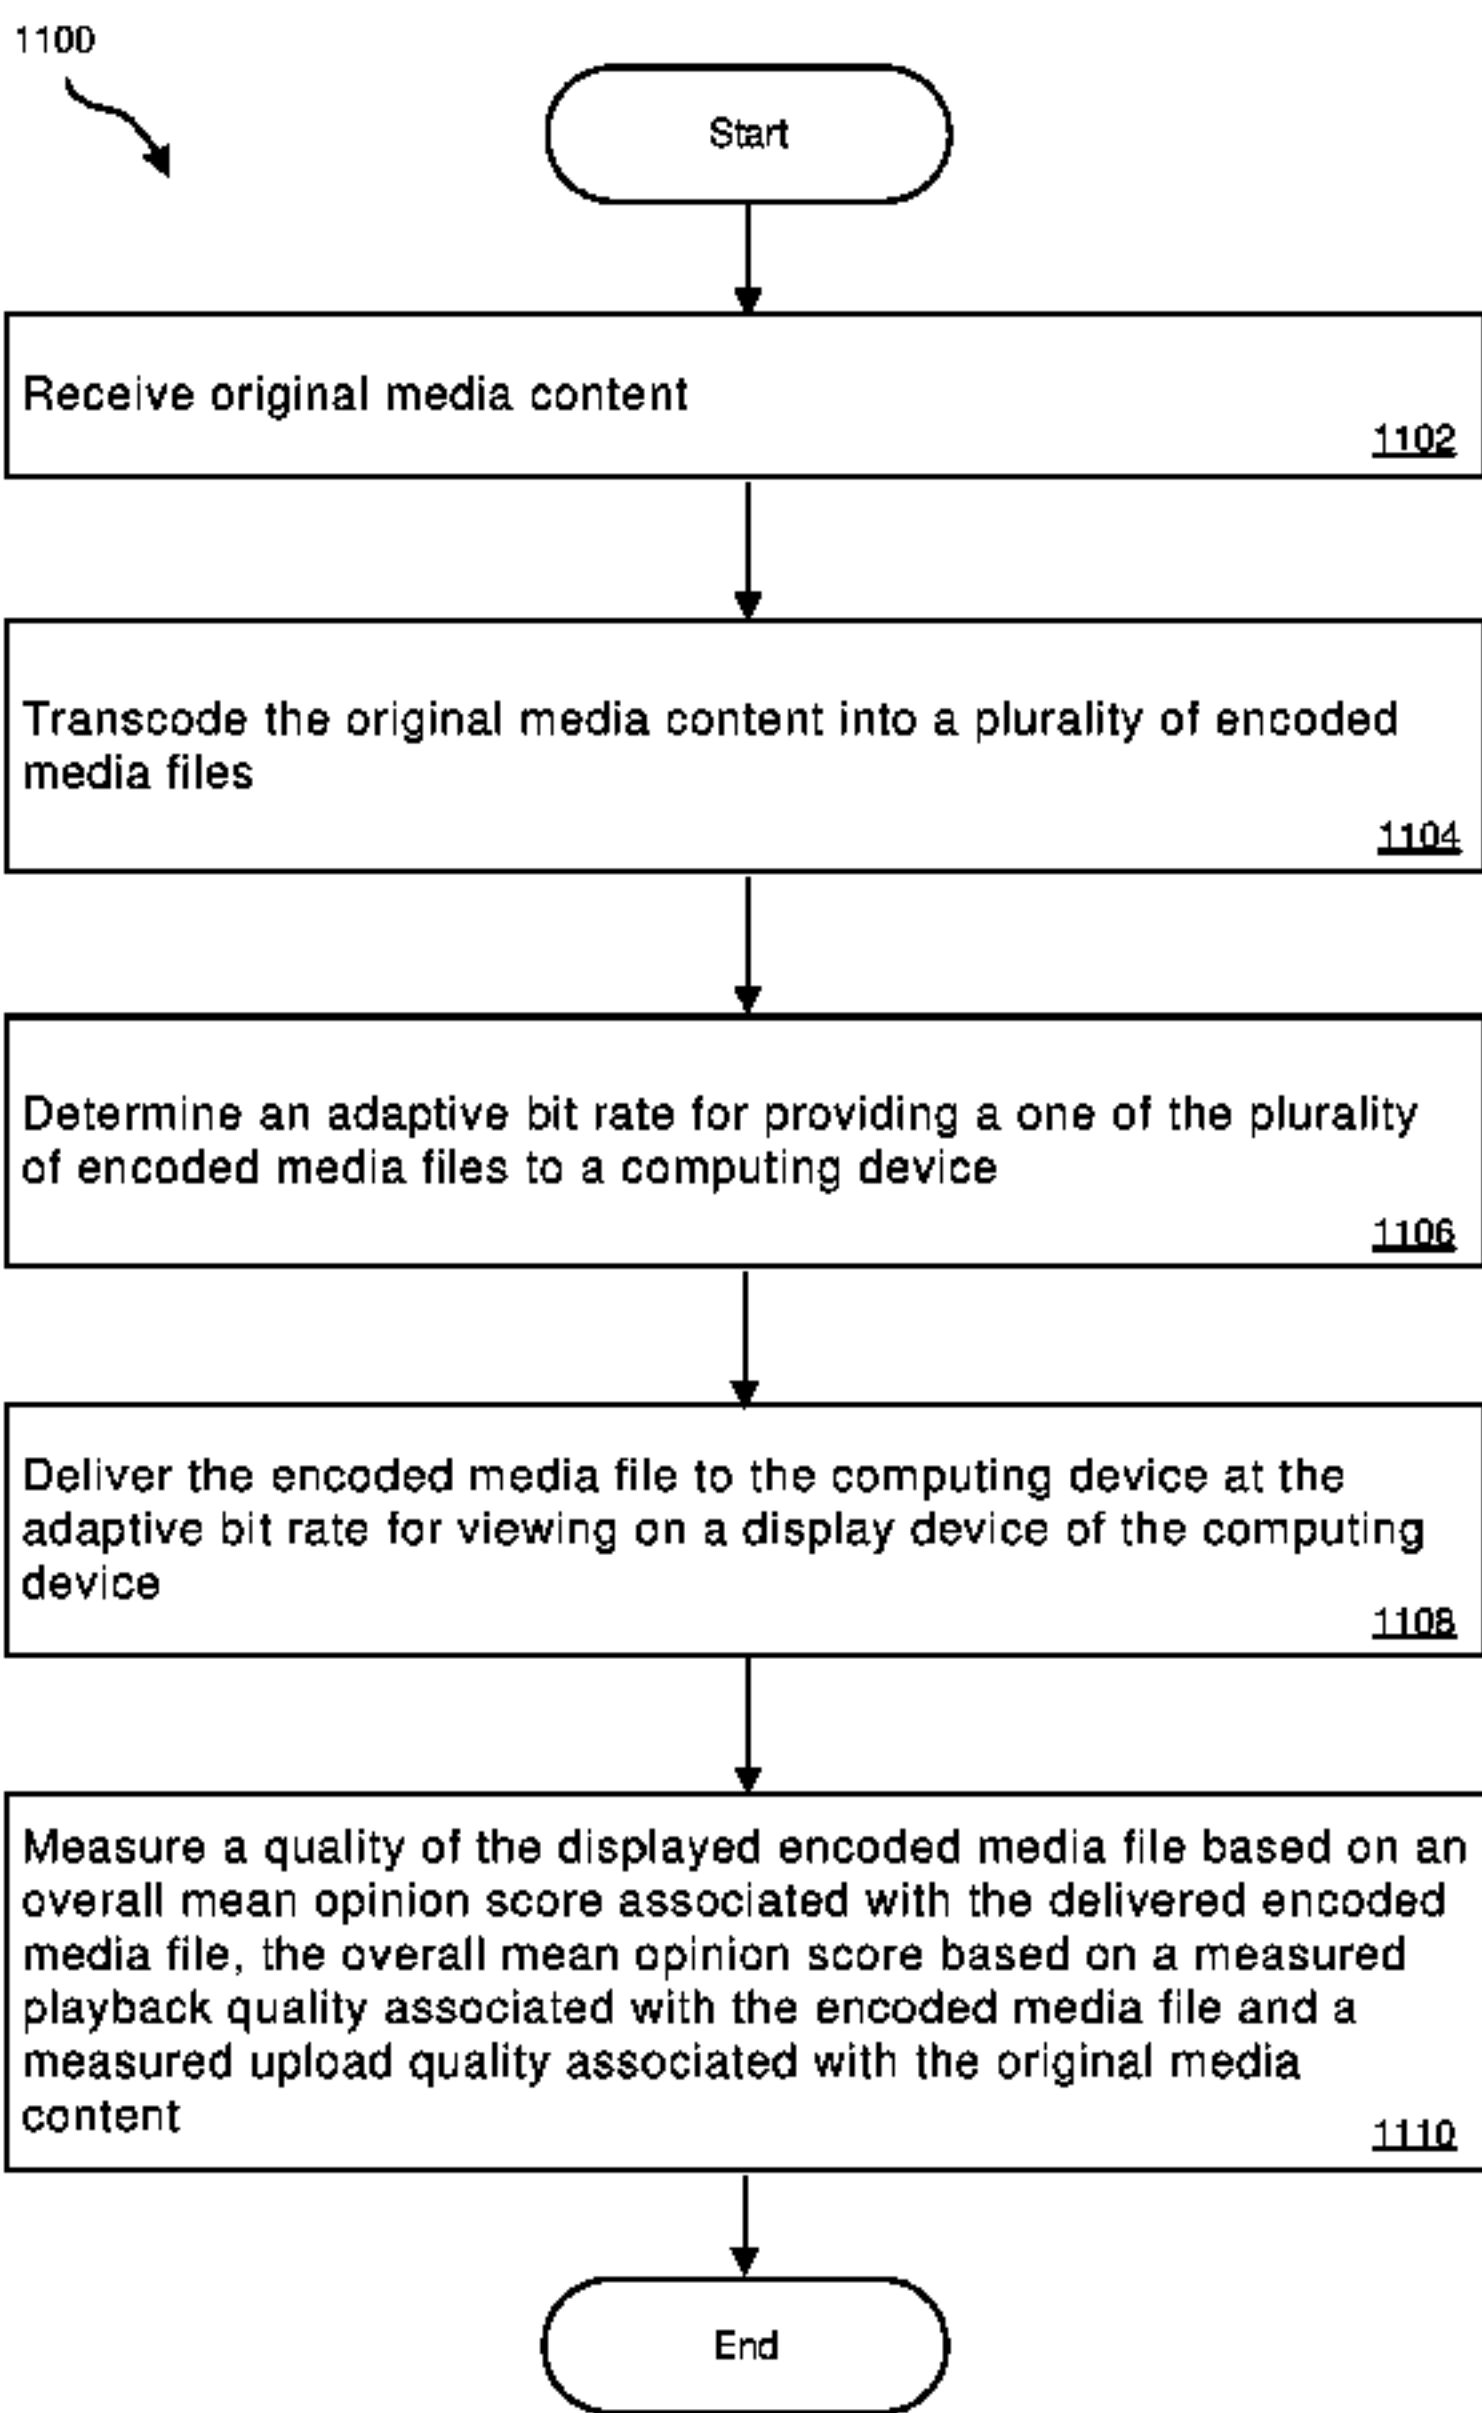 1100
Start
Receive original media content
1102
Transcode the original media content into a plurality of encoded
media files
1104
Determine an adaptive bit rate for providing a one of the plurality
of encoded media files to a computing device
1106
Deliver the encoded media file to the computing device at the
adaptive bit rate for viewing on a display device of the computing
device
1108
Measure a quality of the displayed encoded media file based on an
overall mean opinion score associated with the delivered encoded
media file, the overall mean opinion score based on a measured
playback quality associated with the encoded media file and a
measured upload quality associated with the original media
content
1110
End